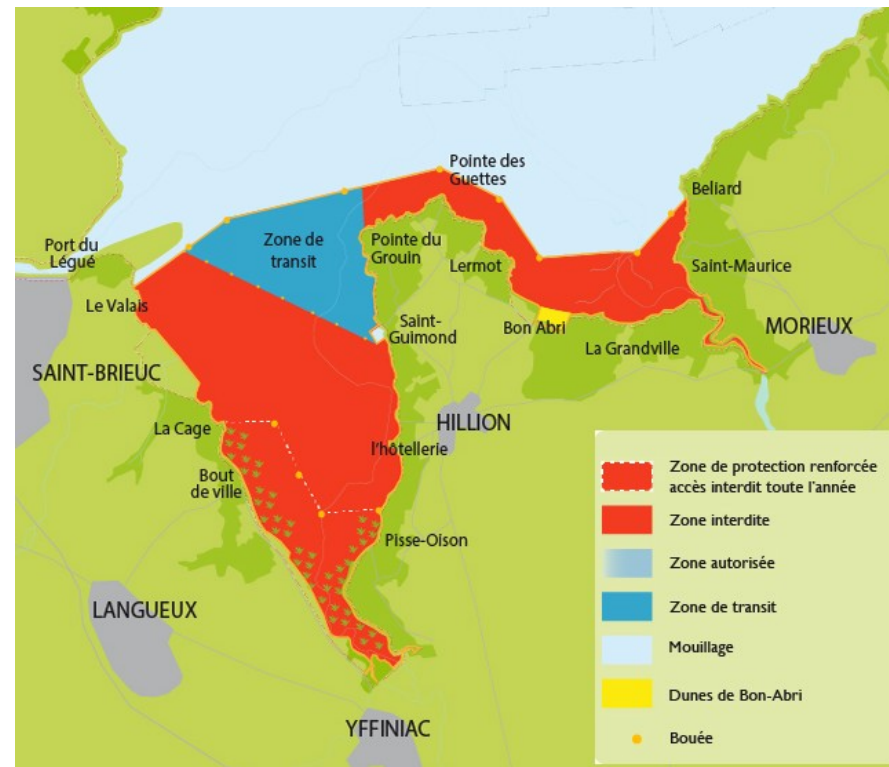 Pointe des
Guettes
Beliard
Port du
Légué
Zone de
transit
Pointe du
Grouin
Lermot
Saint-Maurice
Le Valais
Saint-
Guimond
Bon Abri
MORIEUX
La Grandville
SAINT-BRIEUC
La Cage
HILLION
l'hôtellerie
Bout
de ville
Pisse-Oison
LANGUEUX
YFFINIAC
Zone de protection renforcée
accès interdit toute l'année
Zone interdite
Zone autorisée
Zone de transit
Mouillage
Dunes de Bon-Abri
Bouée